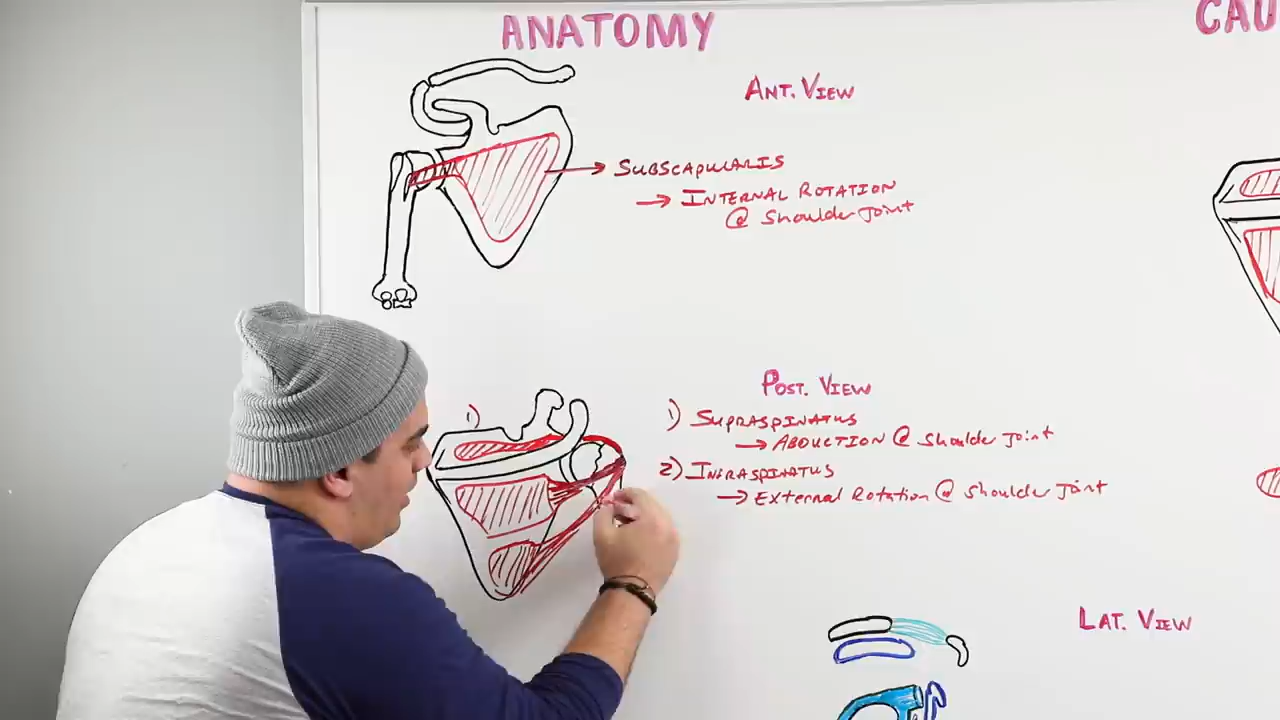 ANATOMY
CAU
ANT. VIEW
SUBSCAPULARIS
→ INTERNAL ROTATION
@ Shoulder Joint
POST. VIEW
1)
1) SUPRASPINATUS
→ ABDUCTION @ Shoulder Joint
2) INFRASPINATUS
→ External Rotation @ Shoulder Joint
LAT. VIEW